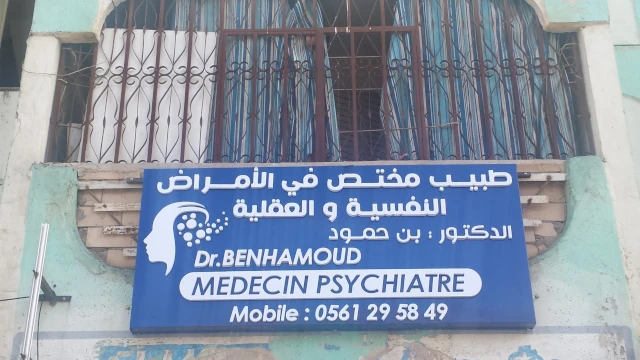 طبيب مختص في الأمراض
النفسية و العقلية
الدكتور : بن حمود
Dr.BENHAMOUD
MEDECIN PSYCHIATRE
Mobile : 0561 29 58 49